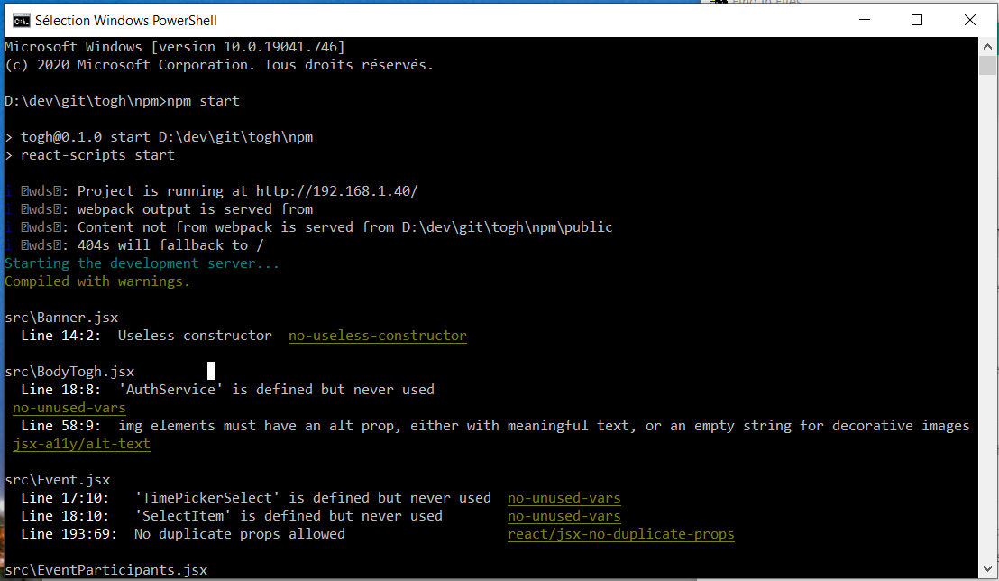 Find in Files
Sélection Windows PowerShell
Microsoft Windows [version 10.0.19041.746]
(c) 2020 Microsoft Corporation. Tous droits réservés.
D:\dev\git\togh\npm>npm start
> togh@0.1.0 start D:\dev\git\togh\npm
> react-scripts start
i ⍰wds⍰: Project is running at http://192.168.1.40/
i ⍰wds⍰: webpack output is served from
i ⍰wds⍰: Content not from webpack is served from D:\dev\git\togh\npm\public
i ⍰wds⍰: 404s will fallback to /
Starting the development server...
Compiled with warnings.
src\Banner.jsx
Line 14:2:  Useless constructor  no-useless-constructor
src\BodyTogh.jsx
Line 18:8:  'AuthService' is defined but never used
no-unused-vars
Line 58:9:  img elements must have an alt prop, either with meaningful text, or an empty string for decorative images
jsx-a11y/alt-text
src\Event.jsx
Line 17:10:   'TimePickerSelect' is defined but never used  no-unused-vars
Line 18:10:   'SelectItem' is defined but never used        no-unused-vars
Line 193:69:  No duplicate props allowed                    react/jsx-no-duplicate-props
src\EventParticipants.jsx